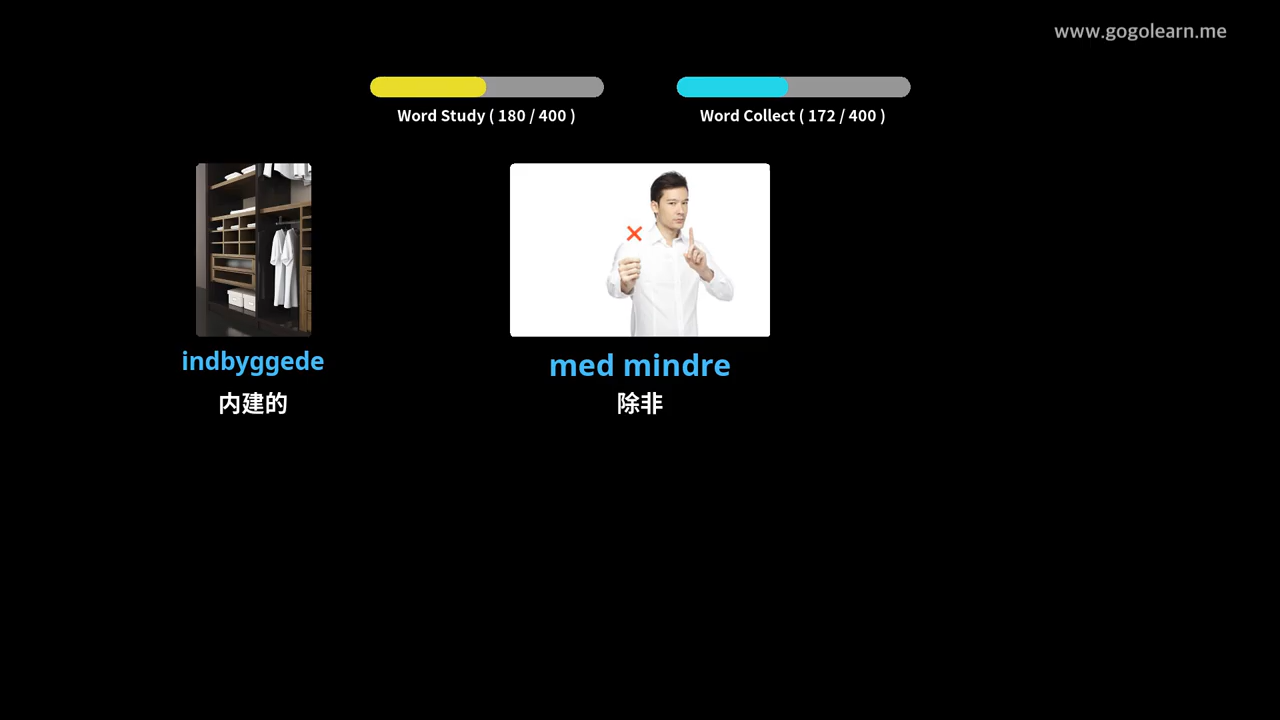 www.gogolearn.me
Word Study ( 180 / 400 )
Word Collect ( 172 / 400 )
indbyggede
内建的
med mindre
除非